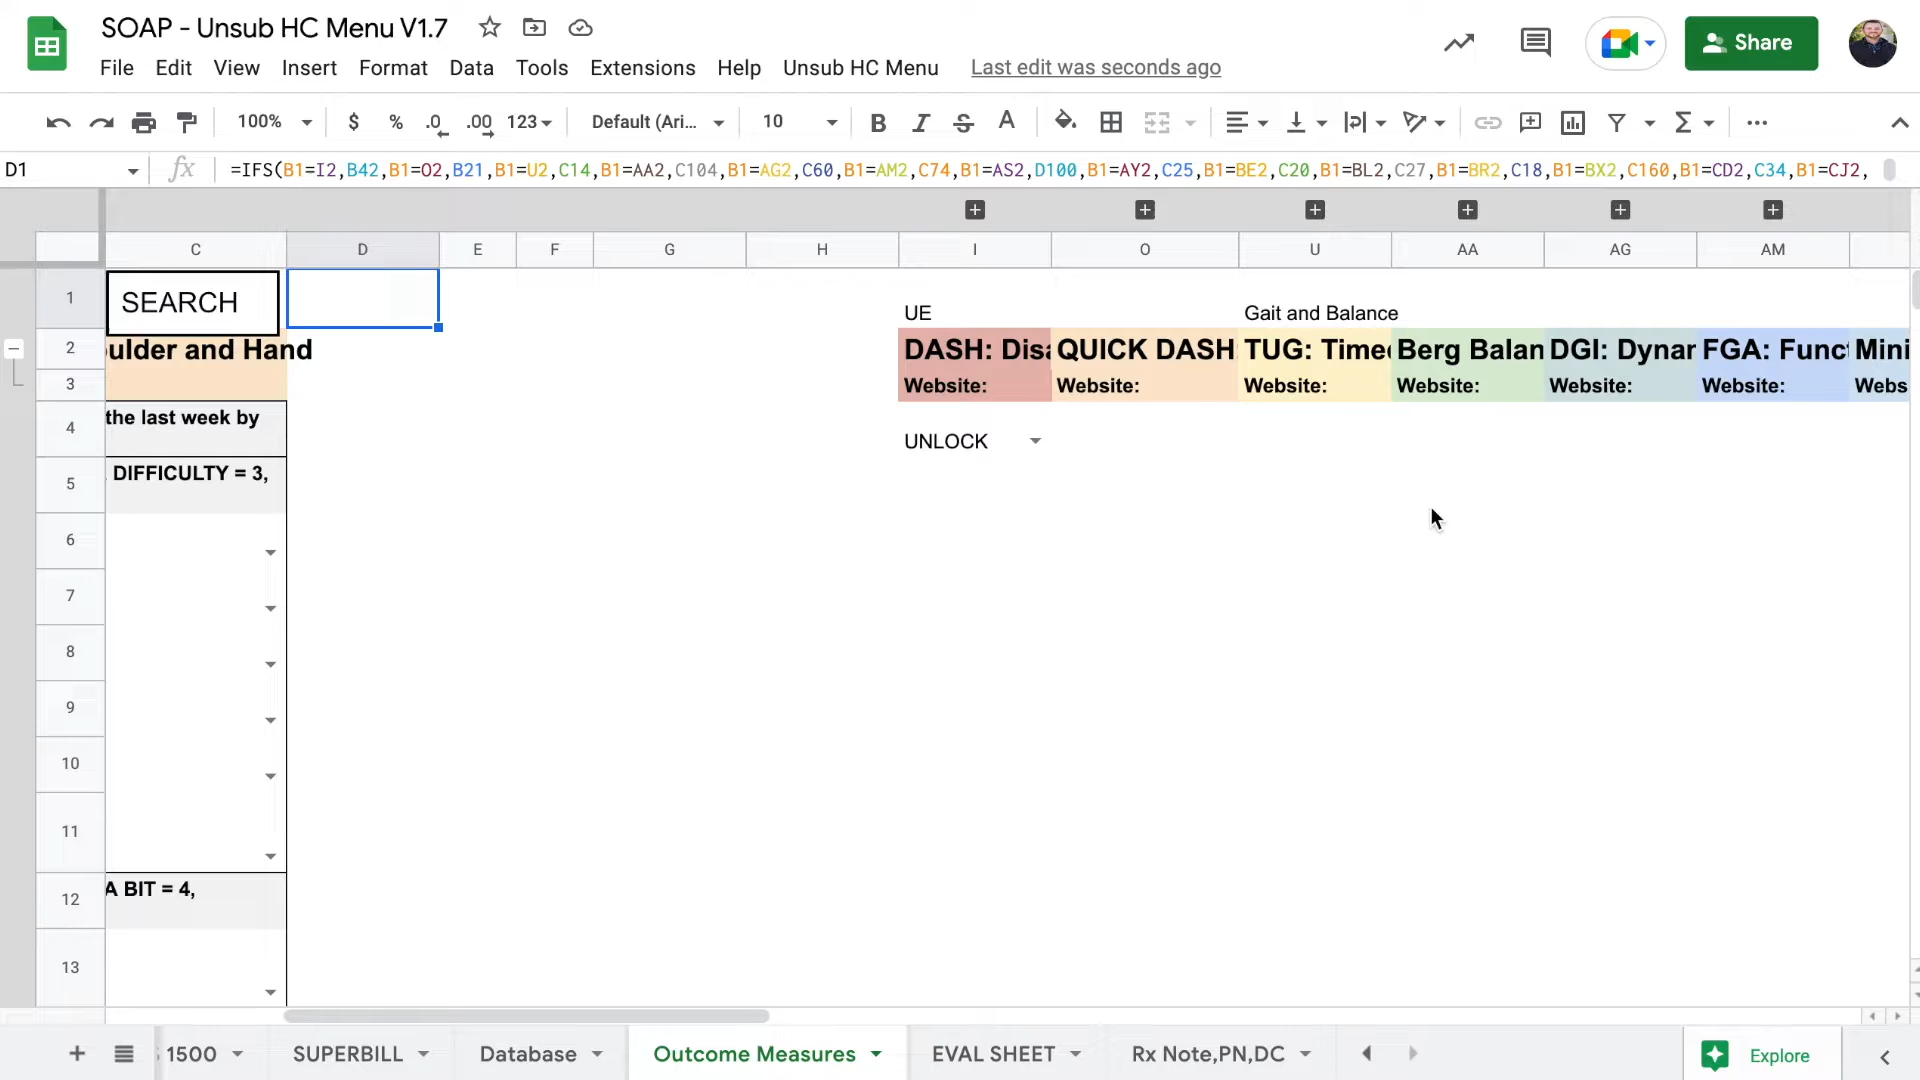 SOAP - Unsub HC Menu V1.7
File Edit View Insert Format Data Tools Extensions Help Unsub HC Menu Last edit was seconds ago
Share
100% $ % .0 .00 123 Default (Ari... 10 B I S A
D1 fx =IFS(B1=I2,B42,B1=O2,B21,B1=U2,C14,B1=AA2,C104,B1=AG2,C60,B1=AM2,C74,B1=AS2,D100,B1=AY2,C25,B1=BE2,C20,B1=BL2,C27,B1=BR2,C18,B1=BX2,C160,B1=CD2,C34,B1=CJ2,
C D E F G H I O U AA AG AM
1 SEARCH UE Gait and Balance
2 oulder and Hand DASH: Disa QUICK DASH TUG: Time Berg Balan DGI: Dynar FGA: Func Mini
3 Website: Website: Website: Website: Website: Website: Webs
4 the last week by UNLOCK
5 DIFFICULTY = 3,
6
7
8
9
10
11
12 A BIT = 4,
13
1500 SUPERBILL Database Outcome Measures EVAL SHEET Rx Note,PN,DC Explore